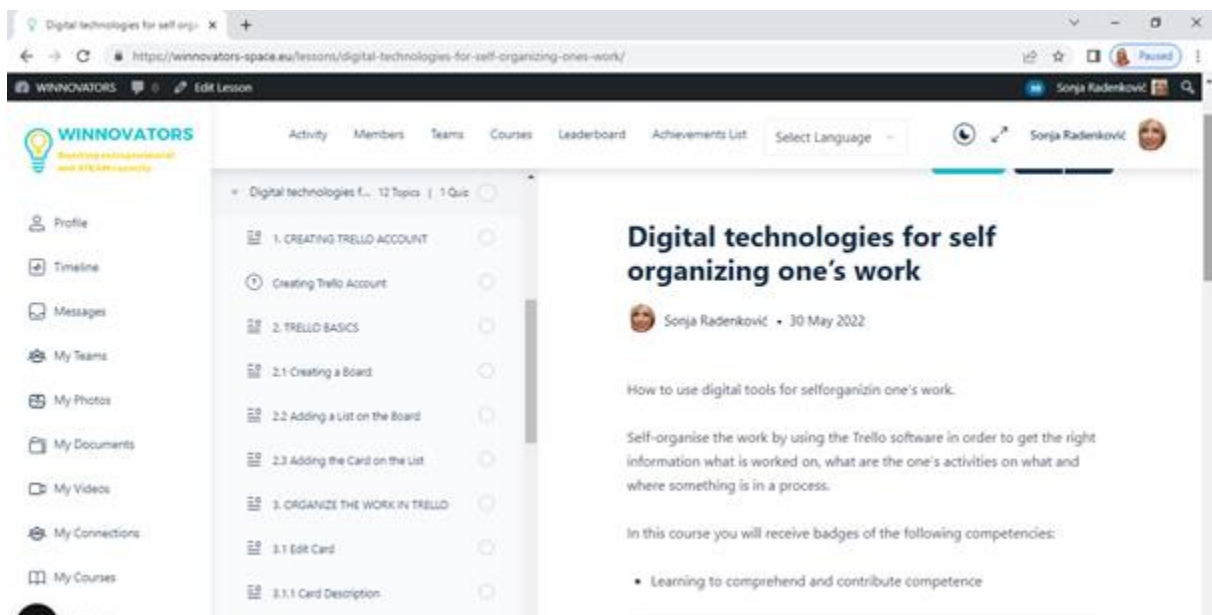 Digital technologies for self orga
https://winnovators-space.eu/lessons/digital-technologies-for-self-organizing-ones-work/
Paused
WINNOVATORS 0 Edit Lesson
Sonja Radenković
WINNOVATORS
Boosting entrepreneurial
and STEAM capacity
Activity Members Teams Courses Leaderboard Achievements List Select Language Sonja Radenković
Profile
Timeline
Messages
My Teams
My Photos
My Documents
My Videos
My Connections
My Courses
Digital technologies f... 12 Topics | 1 Quiz
1. CREATING TRELLO ACCOUNT
Creating Trello Account
2. TRELLO BASICS
2.1 Creating a Board
2.2 Adding a List on the Board
2.3 Adding the Card on the List
3. ORGANIZE THE WORK IN TRELLO
3.1 Edit Card
3.1.1 Card Description
Digital technologies for self
organizing one's work
Sonja Radenković • 30 May 2022
How to use digital tools for selforganizin one's work.
Self-organise the work by using the Trello software in order to get the right
information what is worked on, what are the one's activities on what and
where something is in a process.
In this course you will receive badges of the following competencies:
• Learning to comprehend and contribute competence